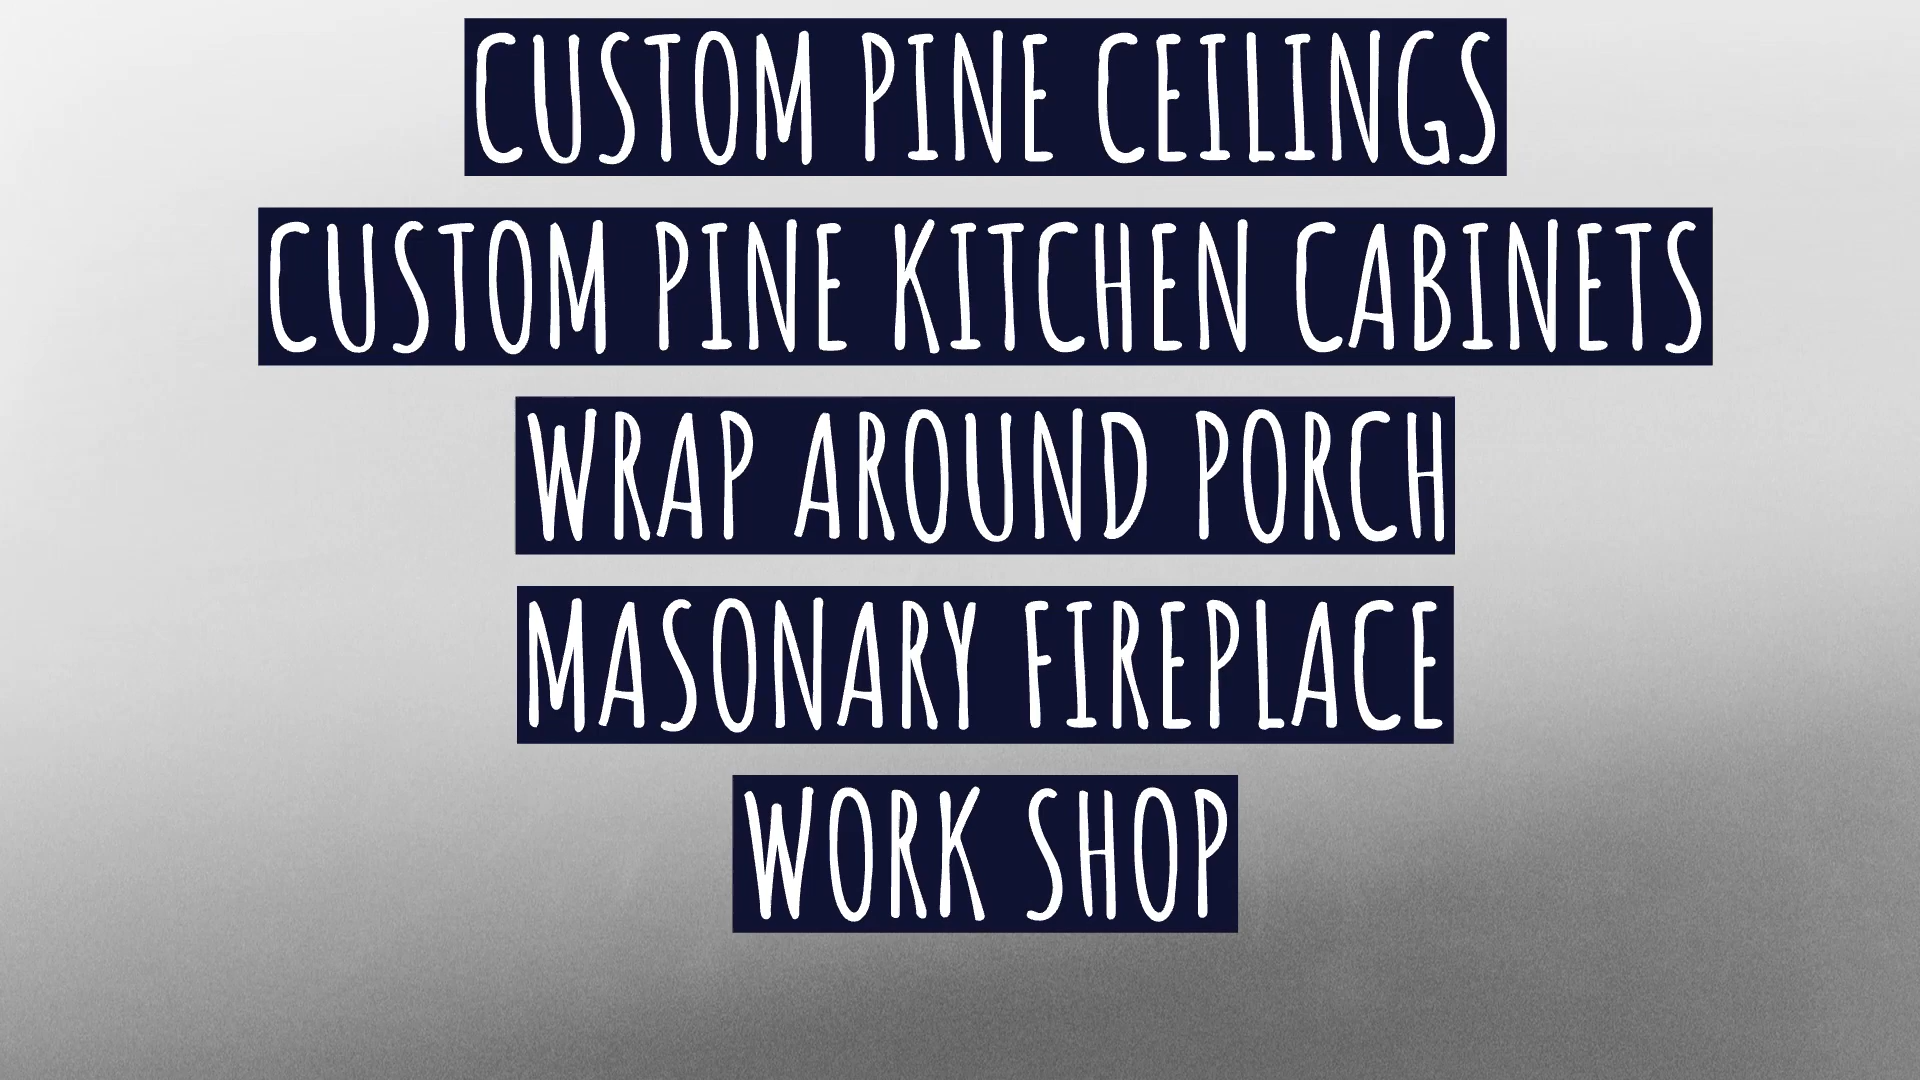 CUSTOM PINE CEILINGS
CUSTOM PINE KITCHEN CABINETS
WRAP AROUND PORCH
MASONARY FIREPLACE
WORK SHOP